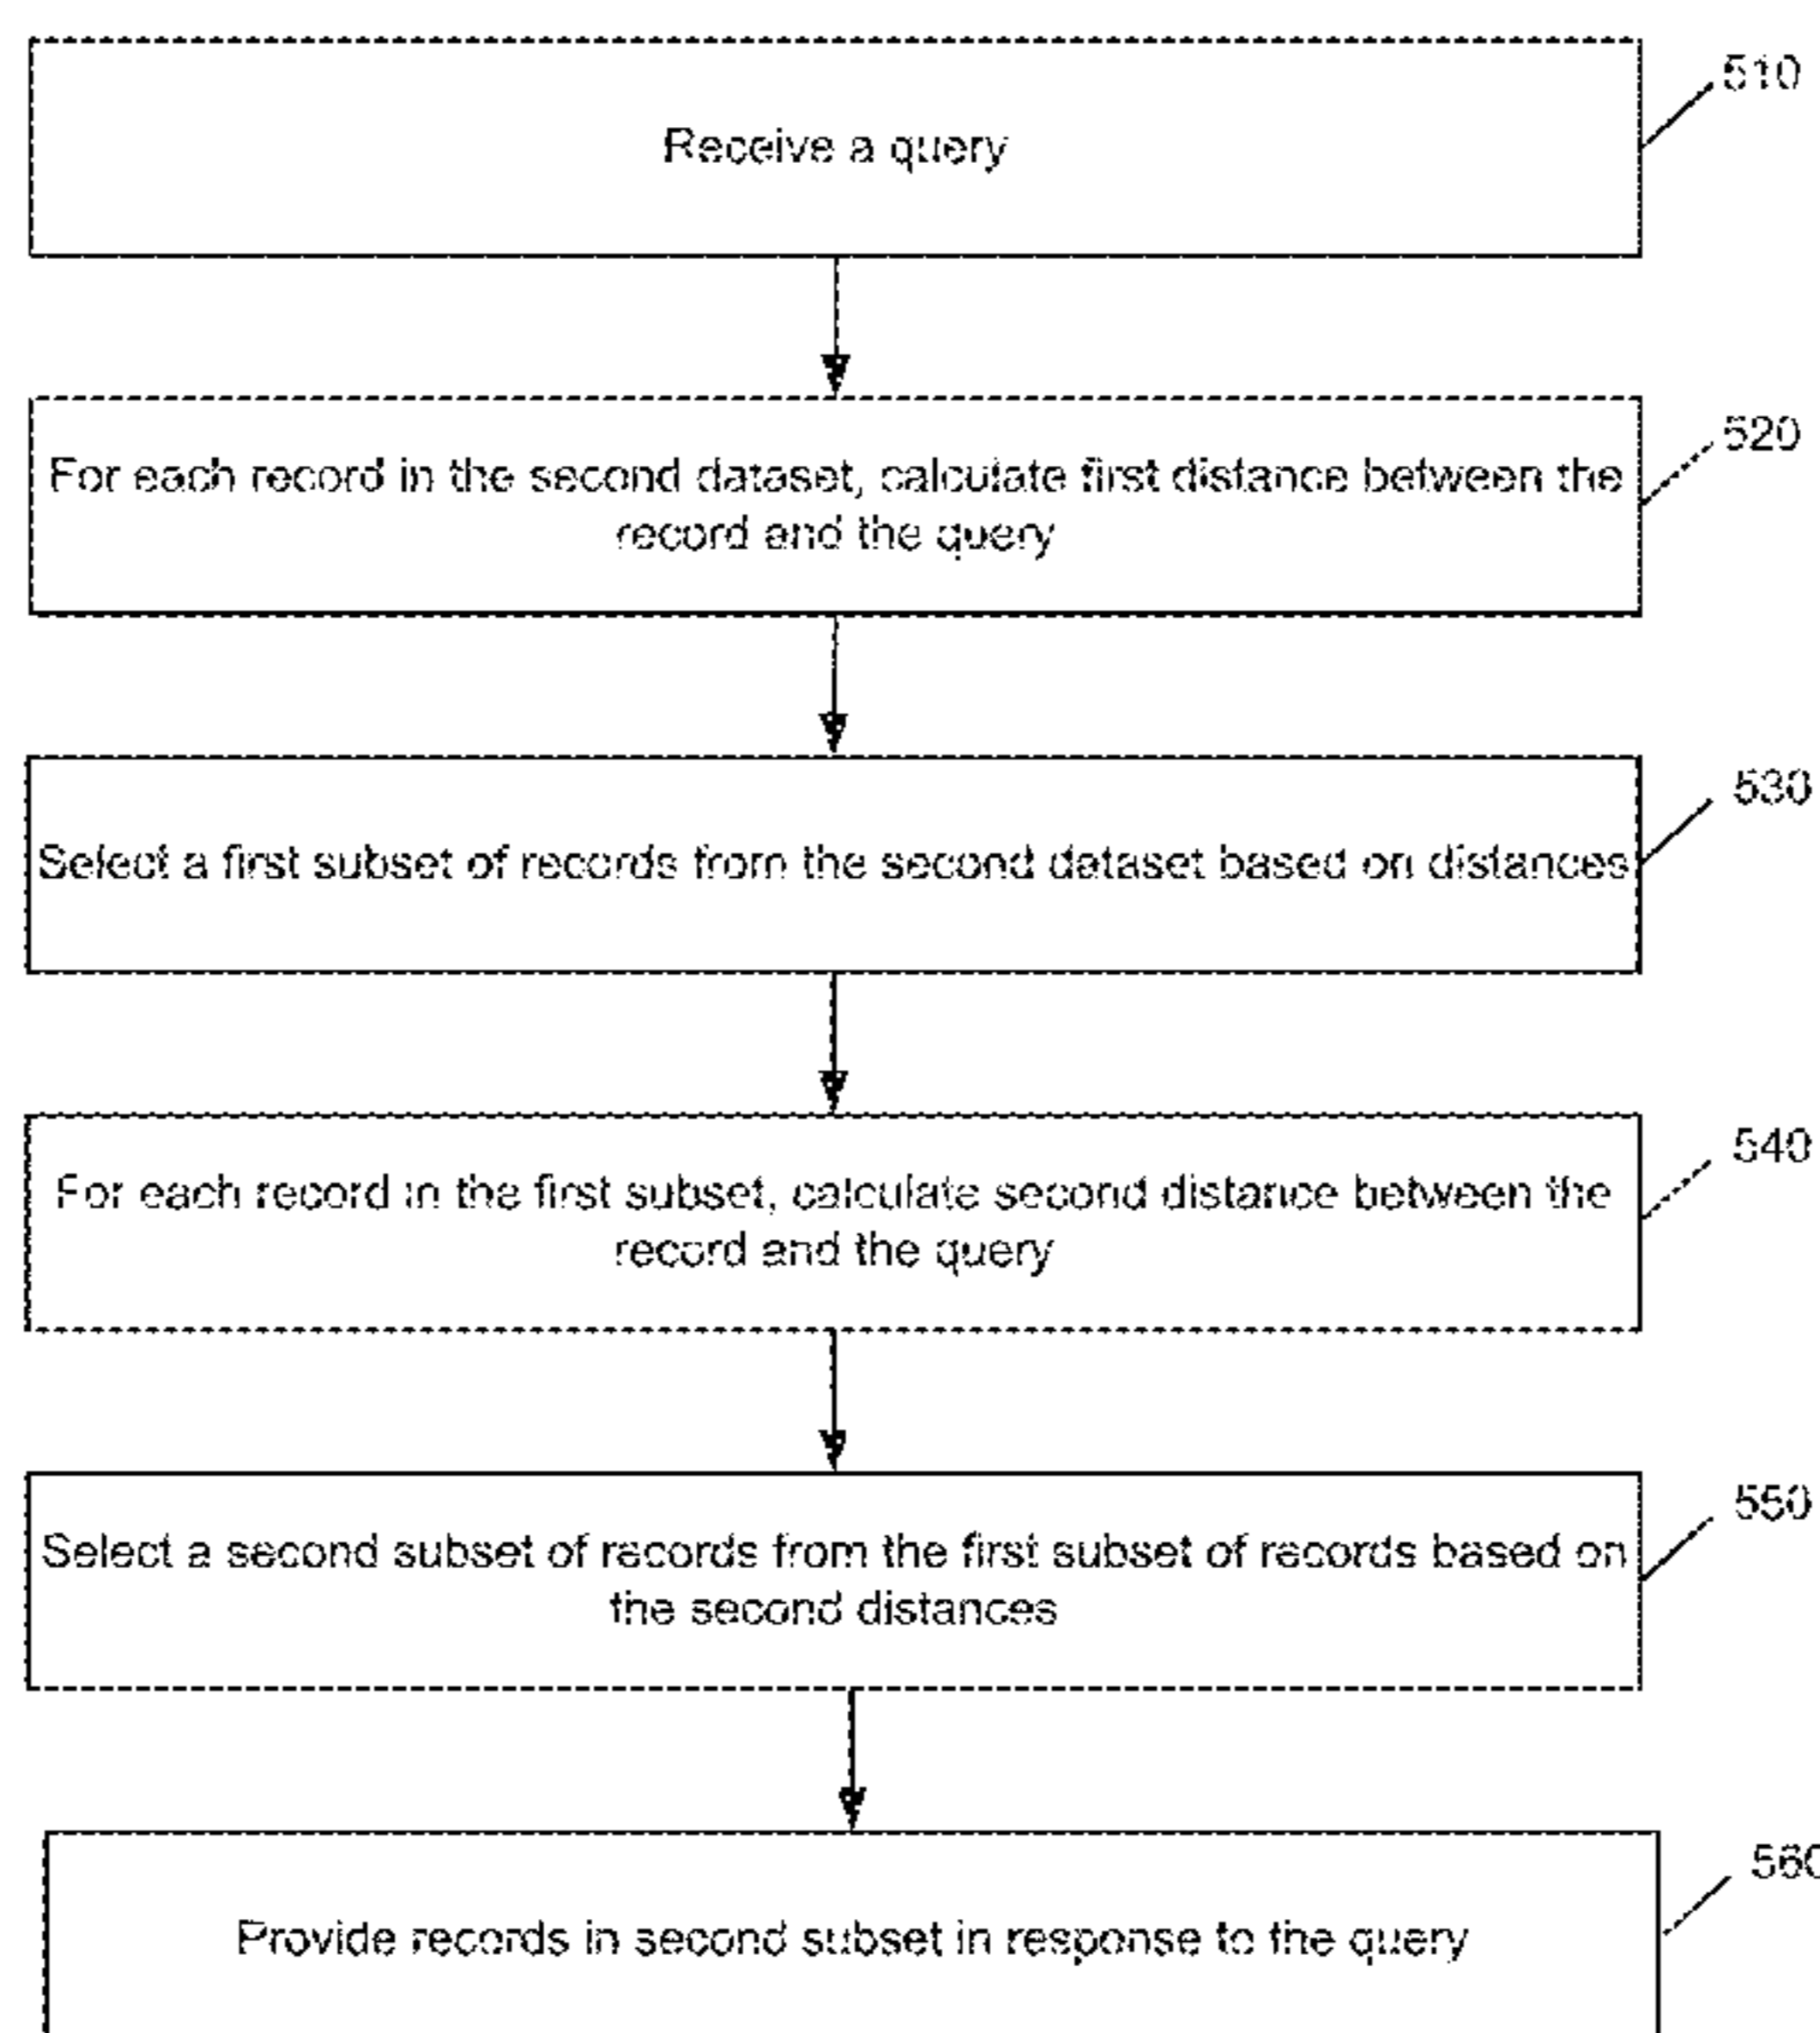 Receive a query
510
For each record in the second dataset, calculate first distance between the
record and the query
520
Select a first subset of records from the second dataset based on distances
530
For each record in the first subset, calculate second distance between the
record and the query
540
Select a second subset of records from the first subset of records based on
the second distances
550
Provide records in second subset in response to the query
560